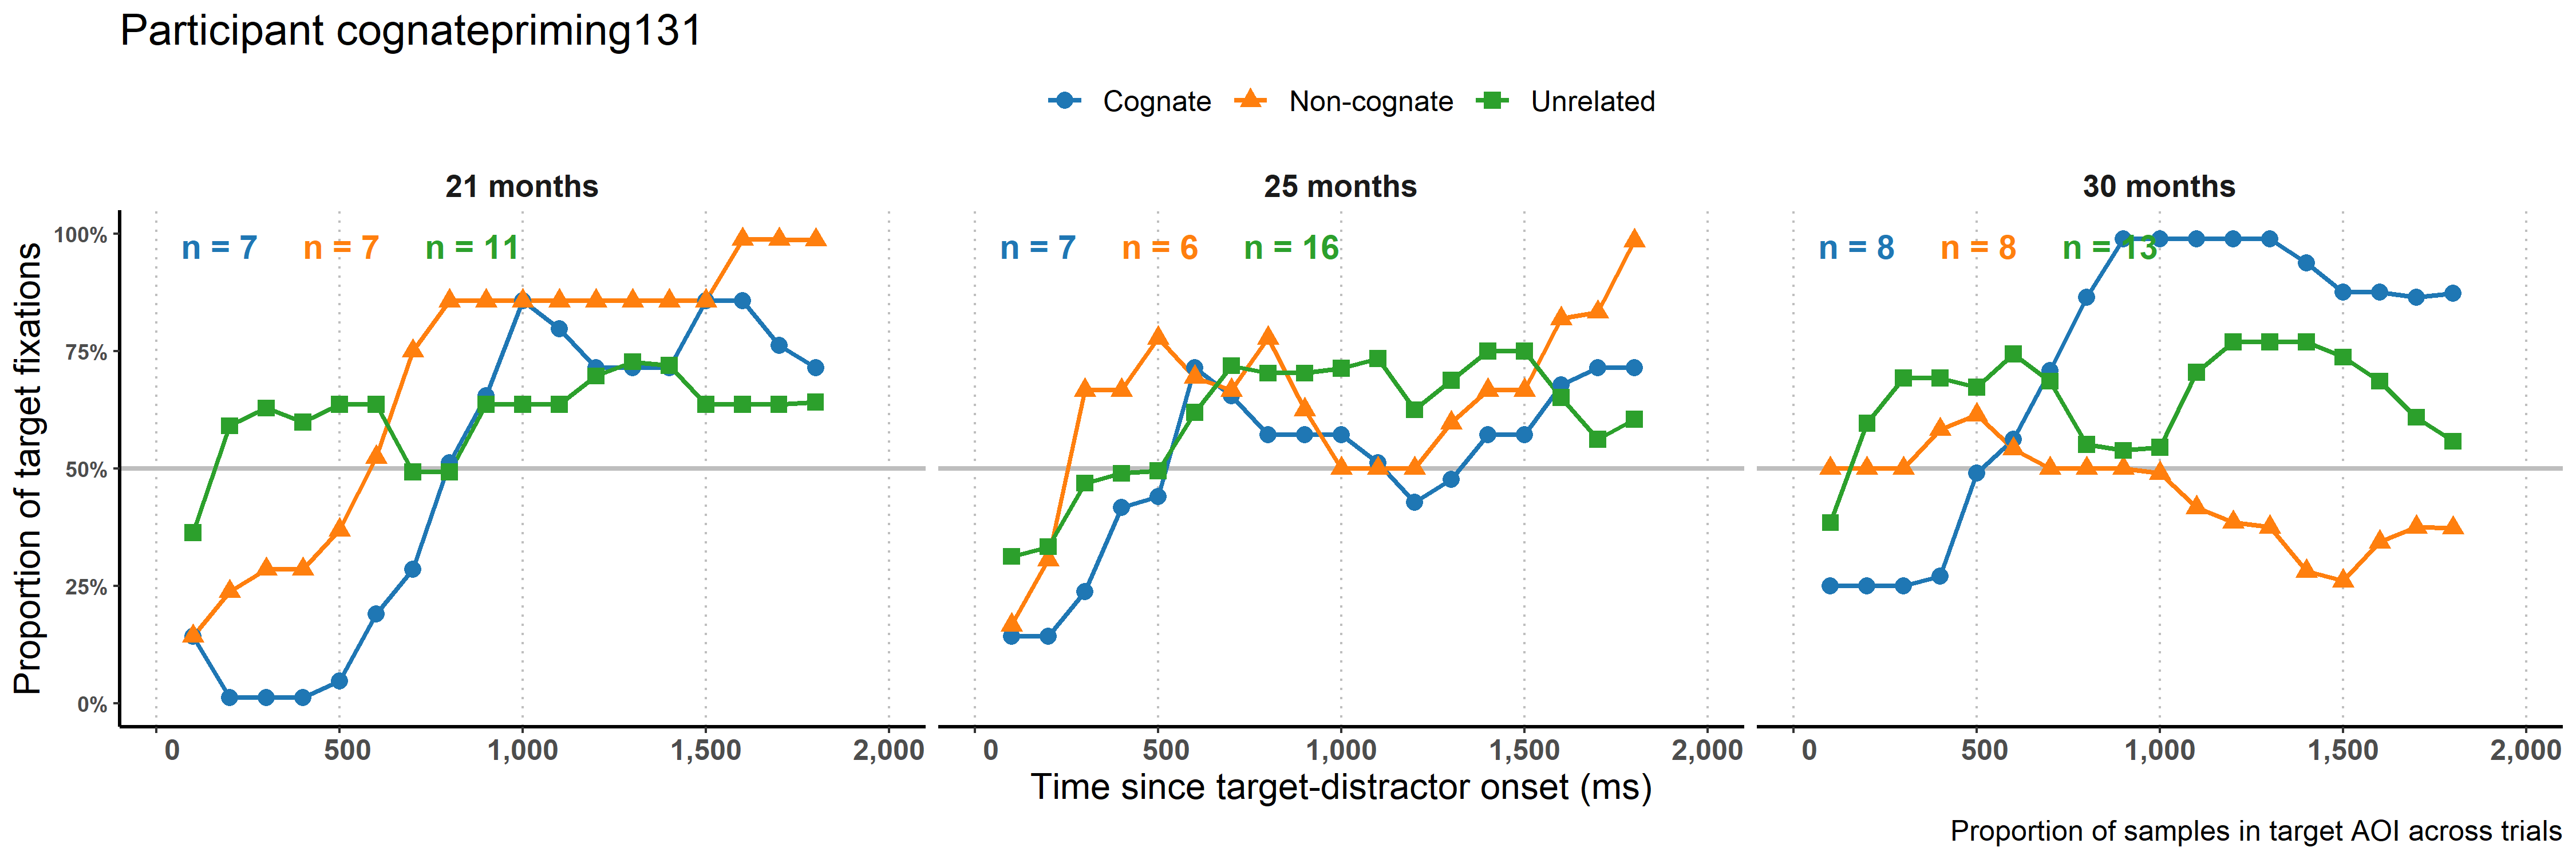 Participant cognatepriming131
Cognate Non-cognate Unrelated
21 months 25 months 30 months
n = 7 n = 7 n = 11 n = 7 n = 6 n = 16 n = 8 n = 8 n = 13
100%
75%
50%
25%
0%
Proportion of target fixations
0 500 1,000 1,500 2,000 0 500 1,000 1,500 2,000 0 500 1,000 1,500 2,000
Time since target-distractor onset (ms)
Proportion of samples in target AOI across trials